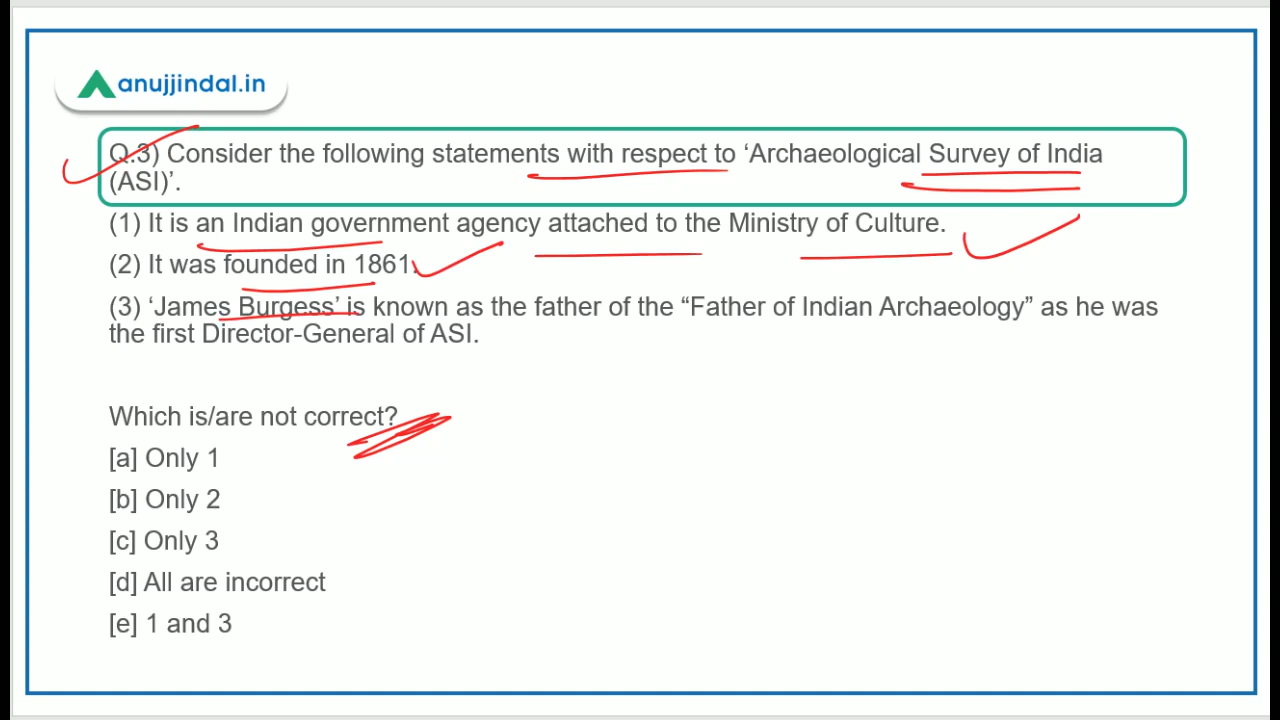 anujjindal.in
Q.3) Consider the following statements with respect to ‘Archaeological Survey of India
(ASI)’.
(1) It is an Indian government agency attached to the Ministry of Culture.
(2) It was founded in 1861.
(3) ‘James Burgess’ is known as the father of the “Father of Indian Archaeology” as he was
the first Director-General of ASI.
Which is/are not correct?
[a] Only 1
[b] Only 2
[c] Only 3
[d] All are incorrect
[e] 1 and 3